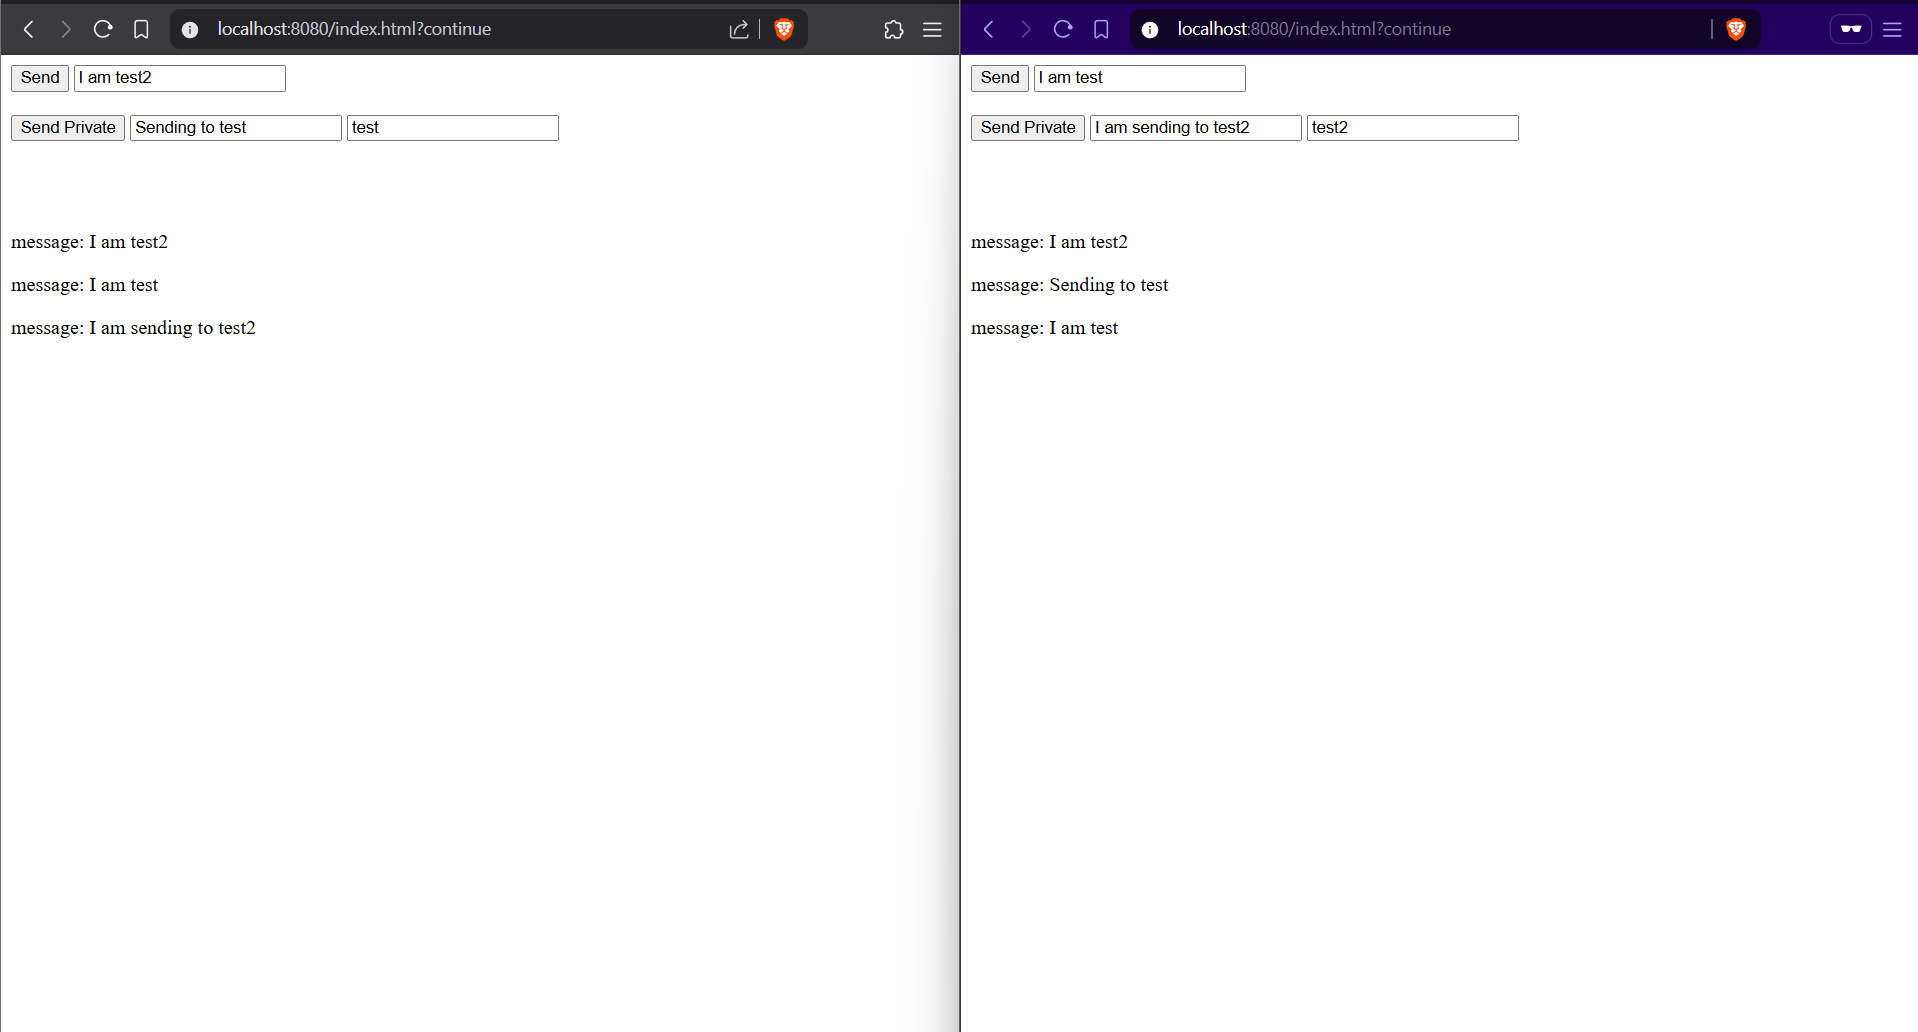 localhost:8080/index.html?continue
Send I am test2
Send Private Sending to test test
message: I am test2
message: I am test
message: I am sending to test2
localhost:8080/index.html?continue
Send I am test
Send Private I am sending to test2 test2
message: I am test2
message: Sending to test
message: I am test